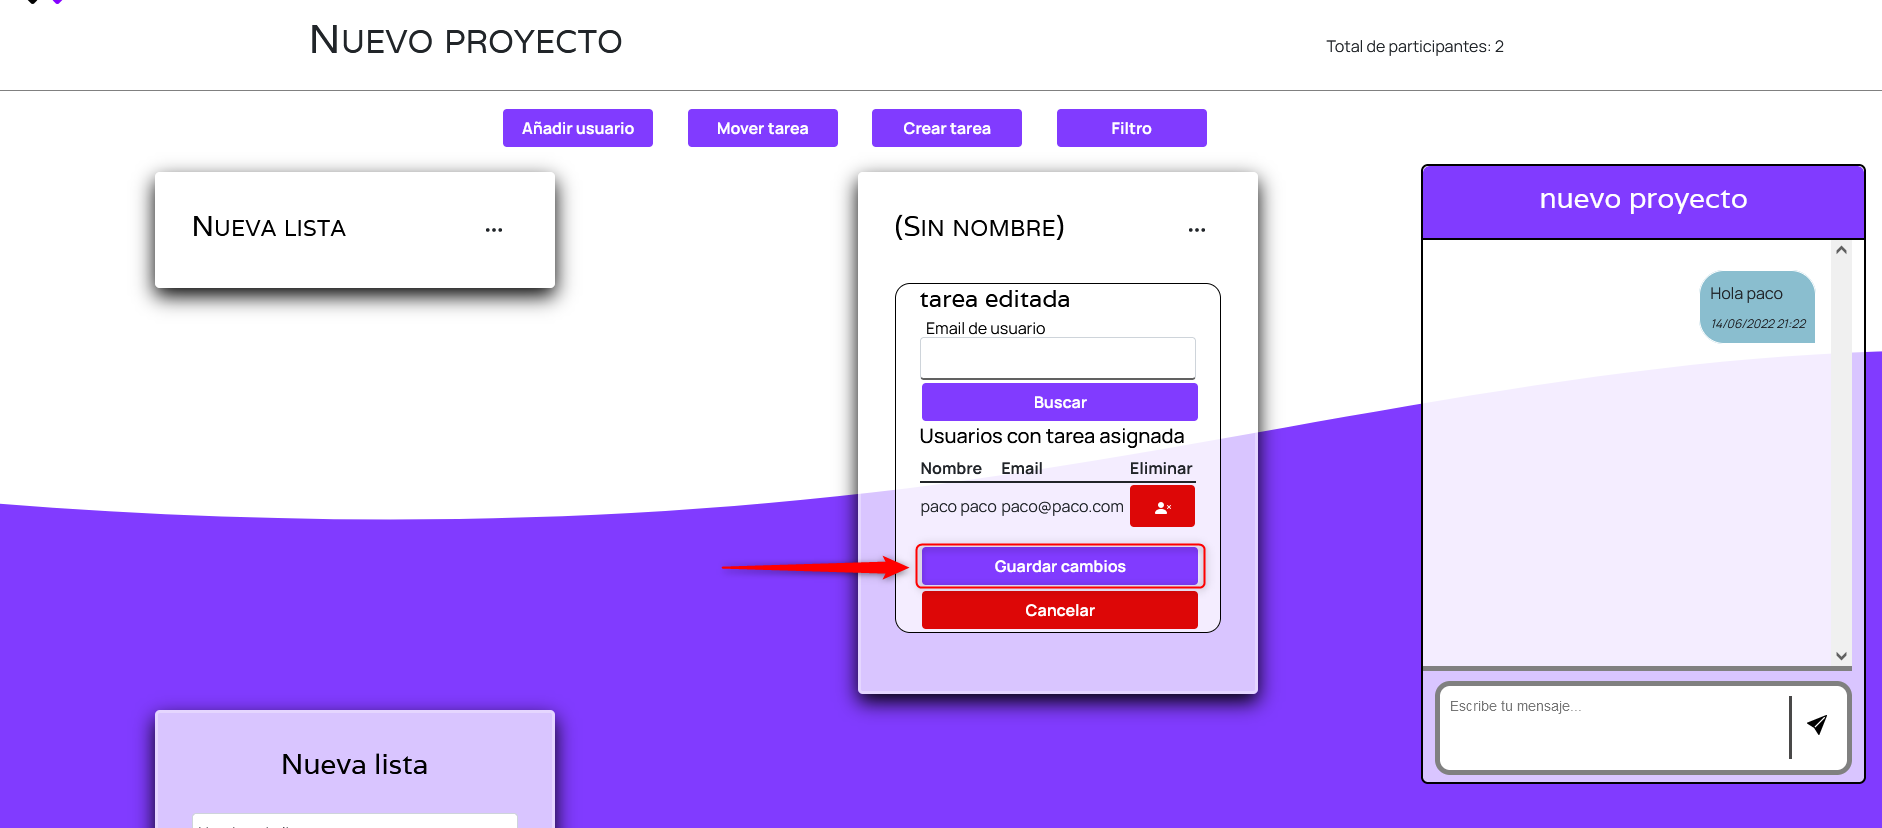 Nuevo proyecto
Total de participantes: 2
Añadir usuario
Mover tarea
Crear tarea
Filtro
Nueva lista
...
(Sin nombre)
...
tarea editada
Email de usuario
Buscar
Usuarios con tarea asignada
Nombre Email Eliminar
paco paco paco@paco.com
Guardar cambios
Cancelar
nuevo proyecto
Hola paco
14/06/2022 21:22
Escribe tu mensaje...
Nueva lista